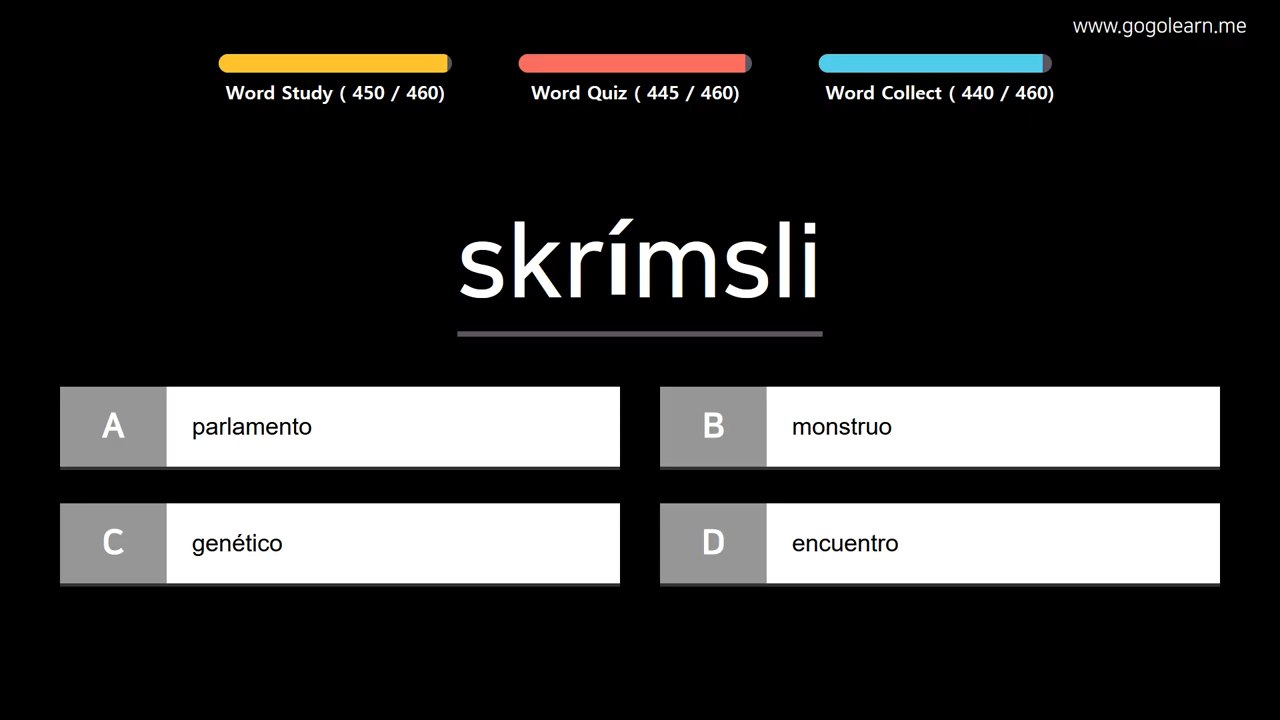 www.gogolearn.me
Word Study ( 450 / 460)
Word Quiz ( 445 / 460)
Word Collect ( 440 / 460)
skrímsli
A parlamento
B monstruo
C genético
D encuentro